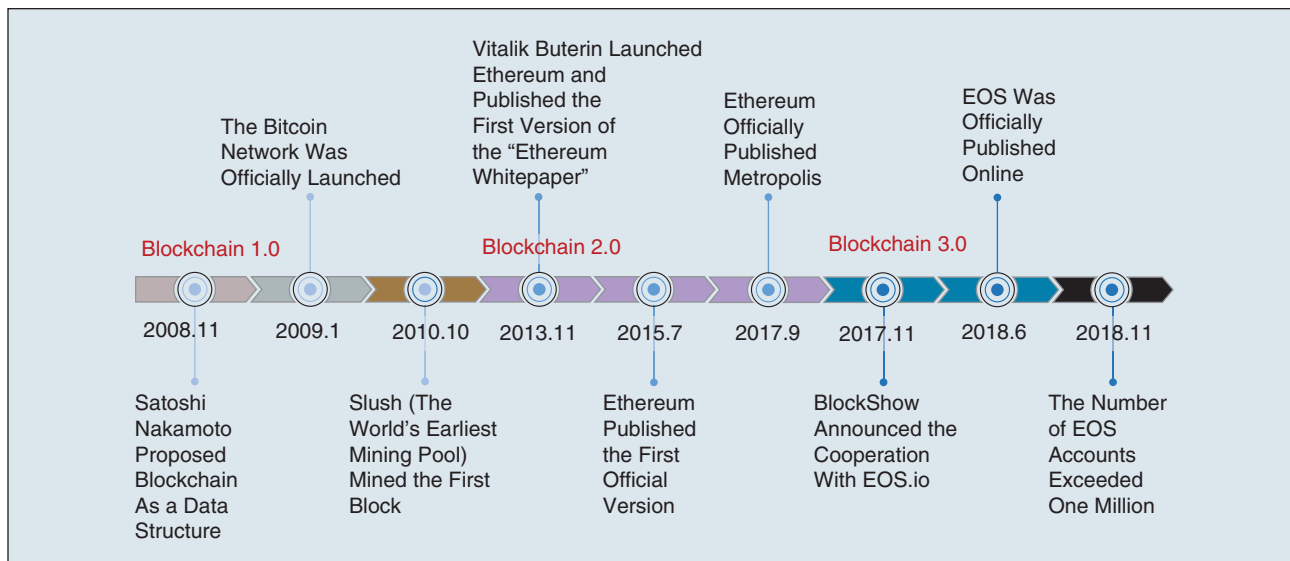 Vitalik Buterin Launched
Ethereum and
Published the
First Version of
the “Ethereum
Whitepaper”
The Bitcoin
Network Was
Officially Launched
Ethereum
Officially
Published
Metropolis
EOS Was
Officially
Published
Online
Blockchain 1.0
Blockchain 2.0
Blockchain 3.0
2008.11
2009.1
2010.10
2013.11
2015.7
2017.9
2017.11
2018.6
2018.11
Satoshi
Nakamoto
Proposed
Blockchain
As a Data
Structure
Slush (The
World’s Earliest
Mining Pool)
Mined the First
Block
Ethereum
Published
the First
Official
Version
BlockShow
Announced the
Cooperation
With EOS.io
The Number
of EOS
Accounts
Exceeded
One Million